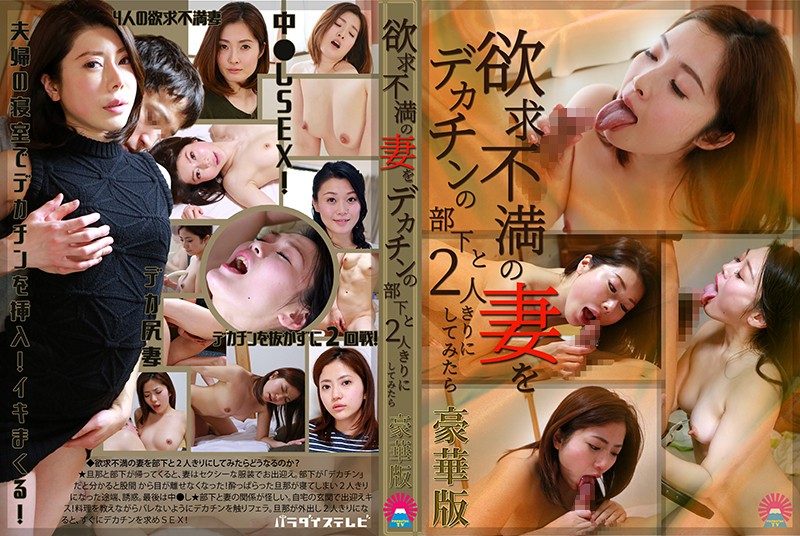 夫婦の寝室でデカチンを挿入!イキまくる!
4人の欲求不満妻
中●しSEX!
デカ尻妻
デカチンを抜かずに2回戦!
◆欲求不満の妻を部下と2人きりにしてみたらどうなるのか?
★旦那と部下が帰ってくると、妻はセクシーな服装でお出迎え。部下が「デカチン」
だと分かると股間から目が離せなくなった!酔っぱらった旦那が寝てしまい2人きり
になった途端、誘惑。最後は中●し★部下と妻の関係が怪しい。自宅の玄関で出迎えキ
ス!料理を教えながらバレないようにデカチンを触りフェラ。旦那が外出し2人きりにな
ると、すぐにデカチンを求めSEX!
パラダイステレビ
欲求不満の妻をデカチンの部下と2人きりにしてみたら
豪華版
欲求不満の妻を
デカチンの
部下と
2人きりに
してみたら
豪華版
PARADISE
TV